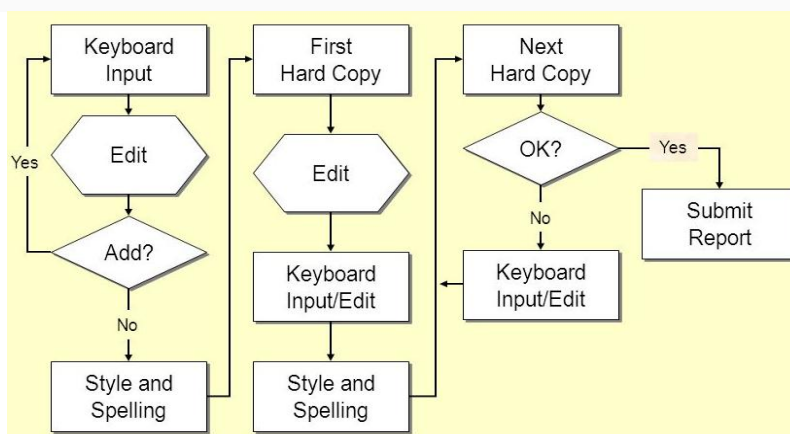 Keyboard
Input
Edit
Yes
Add?
No
Style and
Spelling
First
Hard Copy
Edit
Keyboard
Input/Edit
Style and
Spelling
Next
Hard Copy
OK?
Yes
No
Submit
Report
Keyboard
Input/Edit